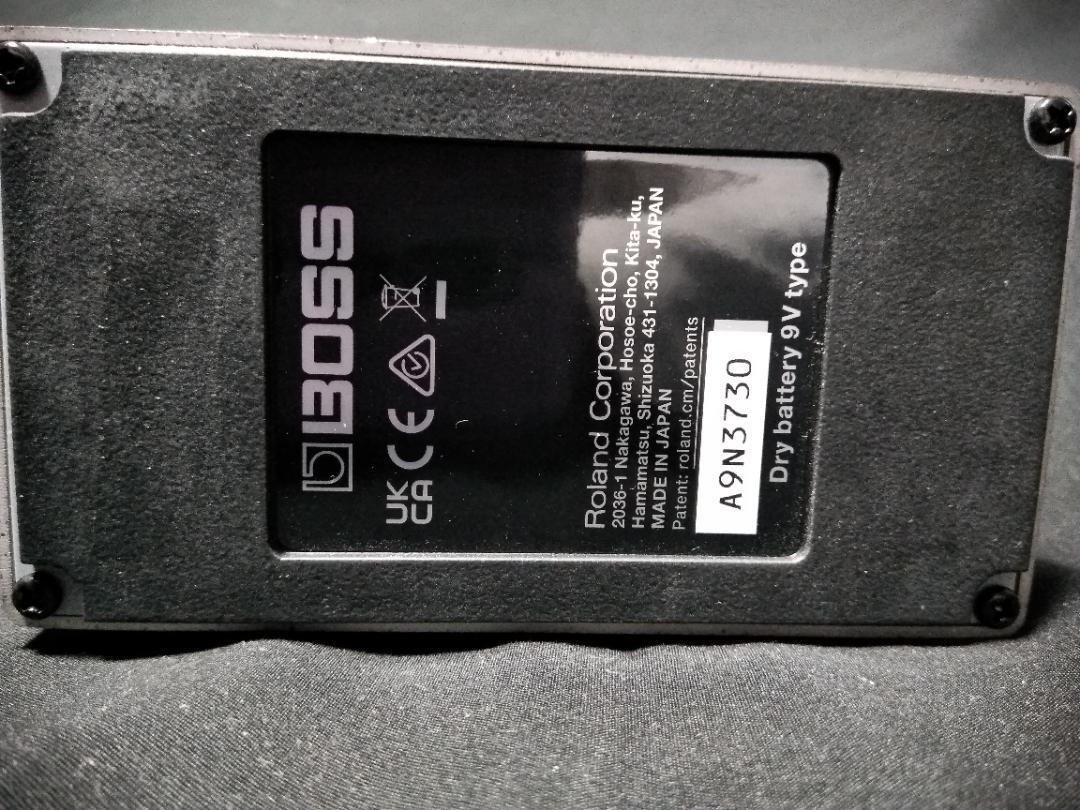 BOSS
UK
CA CE
Roland Corporation
2036-1 Nakagawa, Hosoe-cho, Kita-ku,
Hamamatsu, Shizuoka 431-1304, JAPAN
MADE IN JAPAN
Patent: roland.cm/patents
A9N3730
Dry battery 9V type